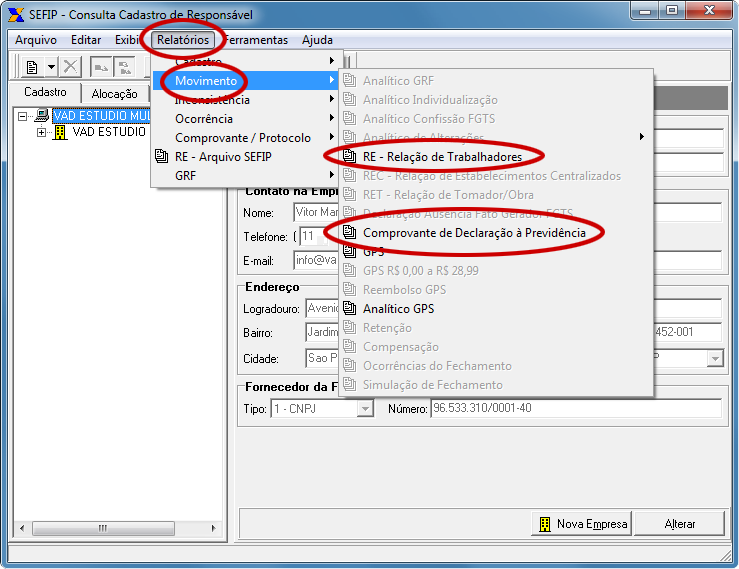 SEFIP - Consulta Cadastro de Responsável
Arquivo Editar Exibir Relatórios Ferramentas Ajuda
Cadastro
Movimento
Inconsistência
Ocorrência
Comprovante / Protocolo
RE - Arquivo SEFIP
GRF
Analítico GRF
Analítico Individualização
Analítico Confissão FGTS
Analítico de Alterações
RE - Relação de Trabalhadores
REC - Relação de Estabelecimentos Centralizados
RET - Relação de Tomador/Obra
Declaração Ausência Fato Gerador FGTS
Comprovante de Declaração à Previdência
GPS
GPS R$ 0,00 a R$ 28,99
Reembolso GPS
Analítico GPS
Retenção
Compensação
Ocorrências do Fechamento
Simulação de Fechamento
Cadastro Alocação
VAD ESTUDIO MUL
VAD ESTUDIO
Contato na Emp
Nome: Vitor Mar
Telefone: ( 11
E-mail: info@va
Endereço
Logradouro: Aveni
Bairro: Jardim 452-001
Cidade: Sao P P
Fornecedor da F
Tipo: 1 - CNPJ Número: 96.533.310/0001-40
Nova Empresa Alterar